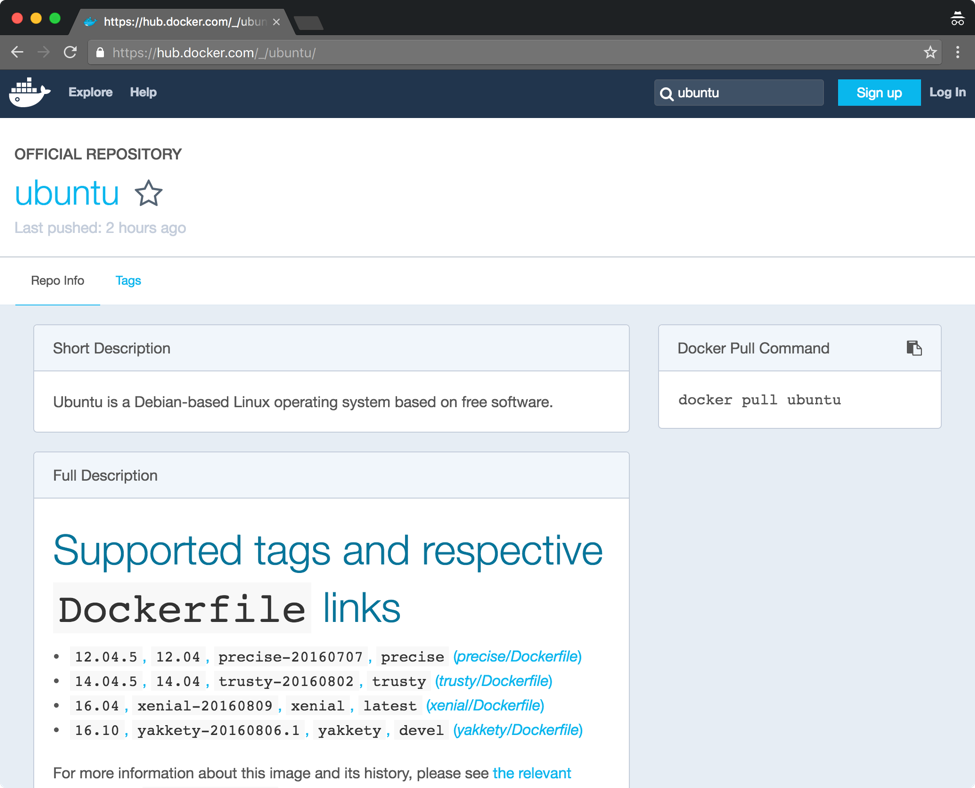 https://hub.docker.com/_/ubun
https://hub.docker.com/_/ubuntu/
Explore Help ubuntu Sign up Log In
OFFICIAL REPOSITORY
ubuntu
Last pushed: 2 hours ago
Repo Info Tags
Short Description
Ubuntu is a Debian-based Linux operating system based on free software.
Docker Pull Command
docker pull ubuntu
Full Description
Supported tags and respective
Dockerfile links
• 12.04.5, 12.04, precise-20160707, precise (precise/Dockerfile)
• 14.04.5, 14.04, trusty-20160802, trusty (trusty/Dockerfile)
• 16.04, xenial-20160809, xenial, latest (xenial/Dockerfile)
• 16.10, yakkety-20160806.1, yakkety, devel (yakkety/Dockerfile)
For more information about this image and its history, please see the relevant